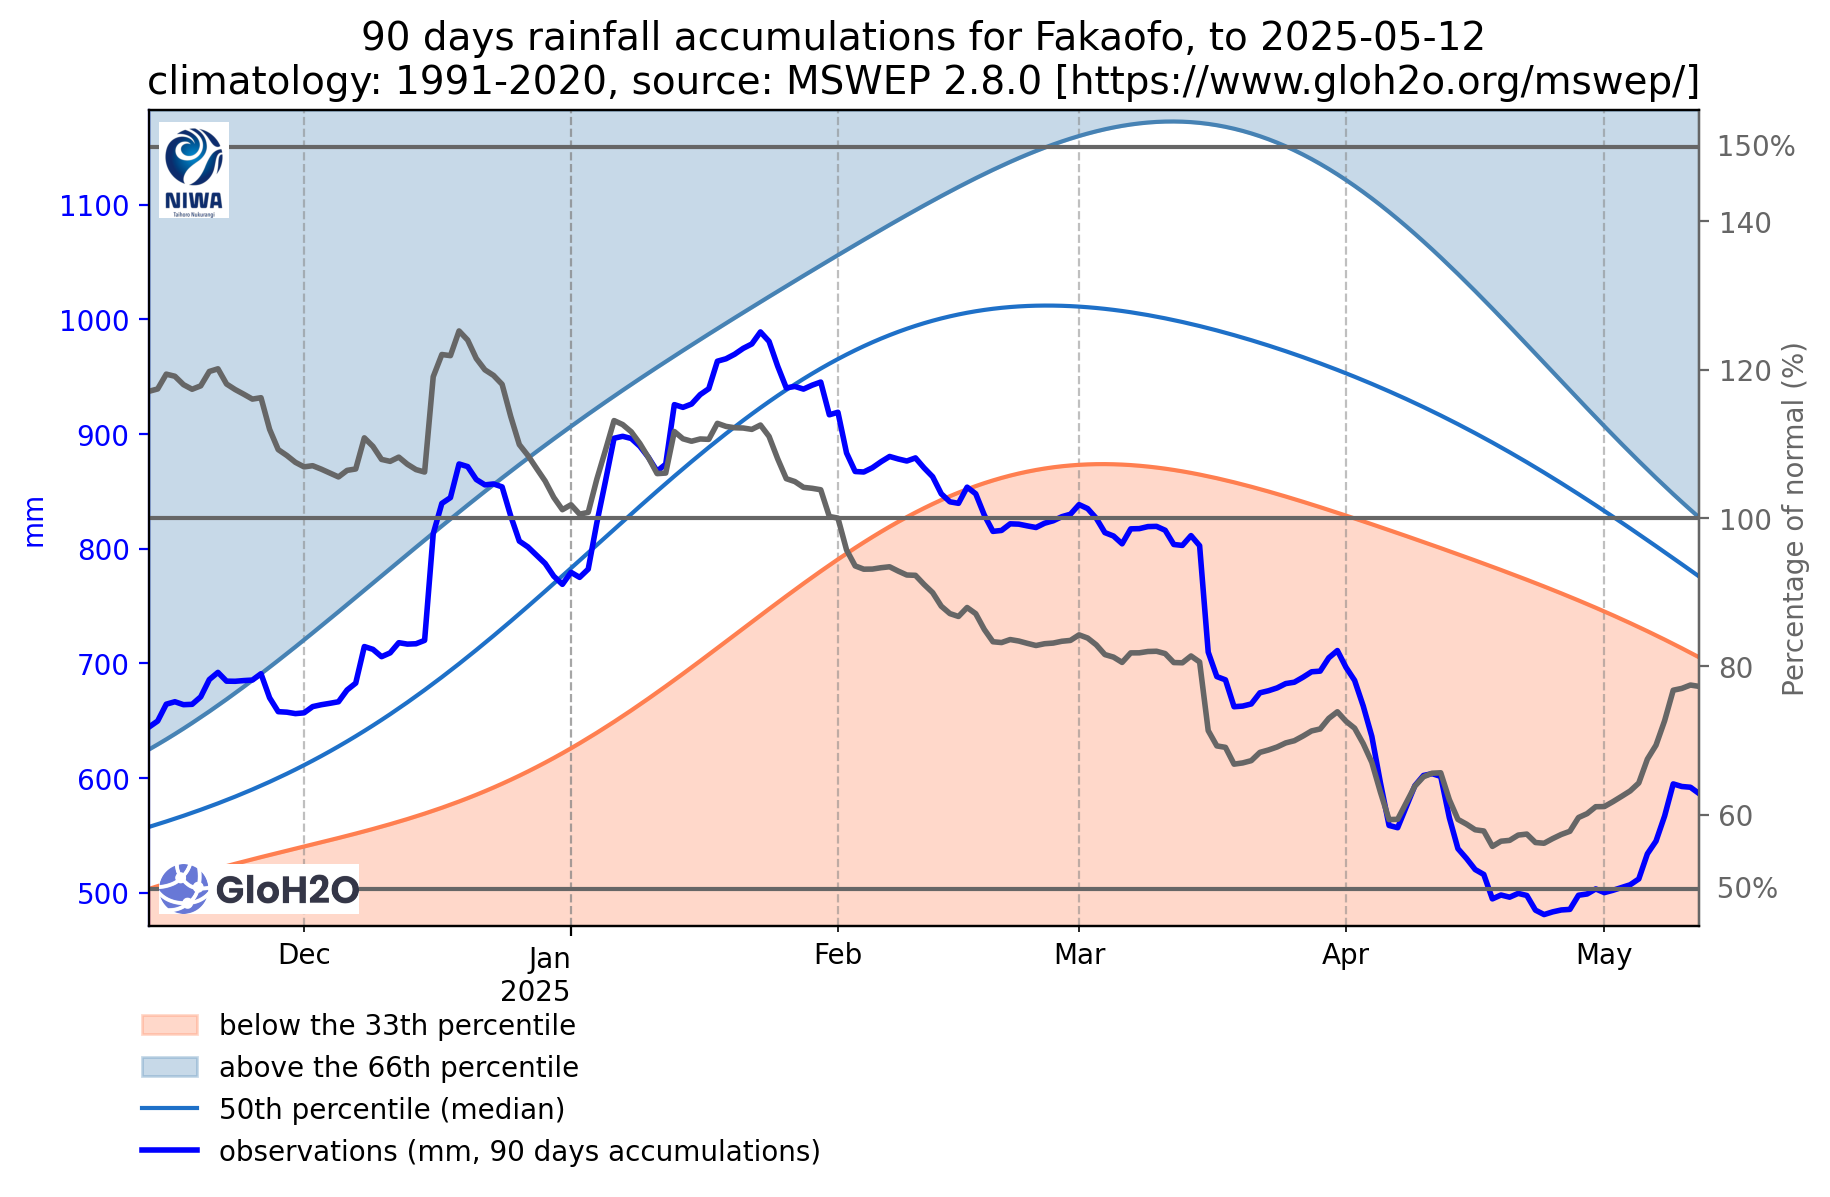 90 days rainfall accumulations for Fakaofo, to 2025-05-12
climatology: 1991-2020, source: MSWEP 2.8.0 [https://www.gloh2o.org/mswep/]
NIWA
Taihoro Nukurangi
1100
1000
900
800
700
600
500
mm
150%
140
120
100
80
60
50%
Percentage of normal (%)
GloH2O
Dec
Jan
2025
Feb
Mar
Apr
May
below the 33th percentile
above the 66th percentile
50th percentile (median)
observations (mm, 90 days accumulations)